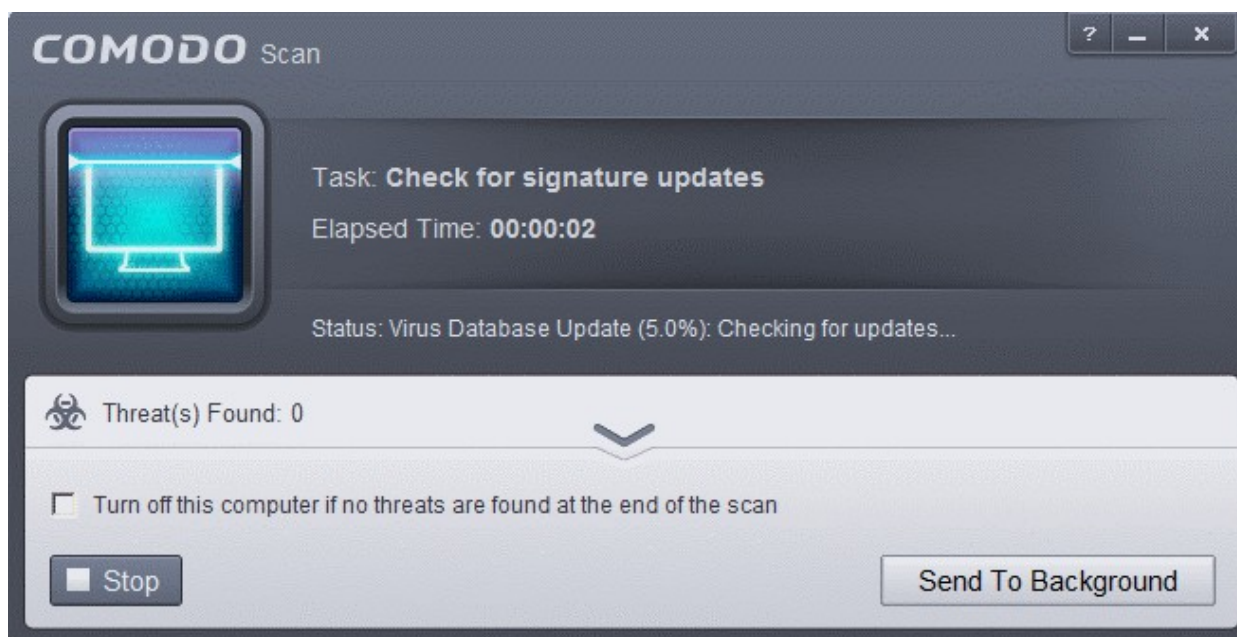 COMODO Scan
? _ x
Task: Check for signature updates
Elapsed Time: 00:00:02
Status: Virus Database Update (5.0%): Checking for updates...
Threat(s) Found: 0
Turn off this computer if no threats are found at the end of the scan
Stop
Send To Background